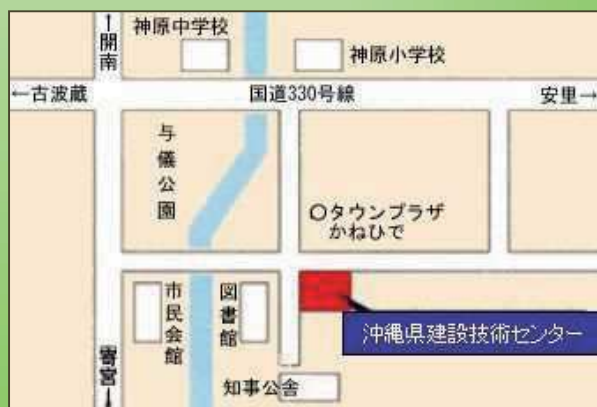 ↑開南
神原中学校
神原小学校
←古波蔵
国道330号線
安里→
与儀公園
○タウンプラザ
かねひで
市民会館
図書館
沖縄県建設技術センター
寄宮↓
知事公舎